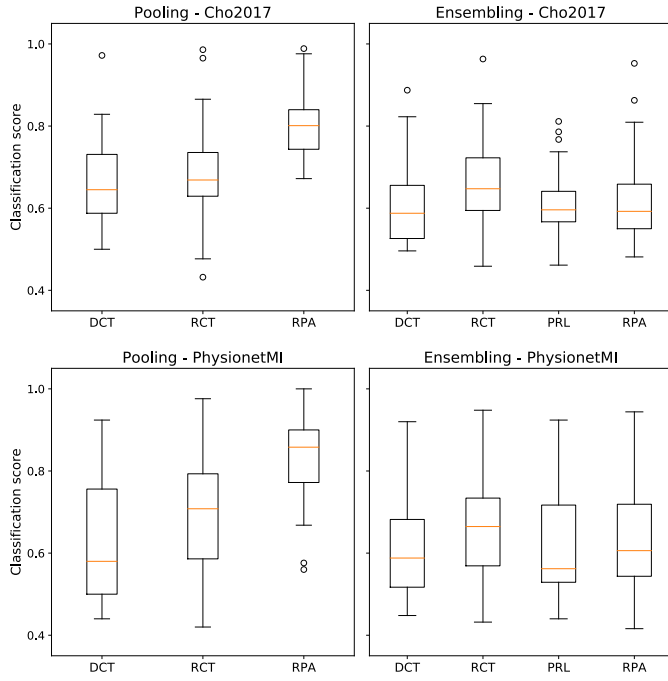 Pooling - Cho2017
Ensembling - Cho2017
Classification score
1.0
0.8
0.6
0.4
DCT RCT RPA
DCT RCT PRL RPA
Pooling - PhysionetMI
Ensembling - PhysionetMI
Classification score
1.0
0.8
0.6
0.4
DCT RCT RPA
DCT RCT PRL RPA